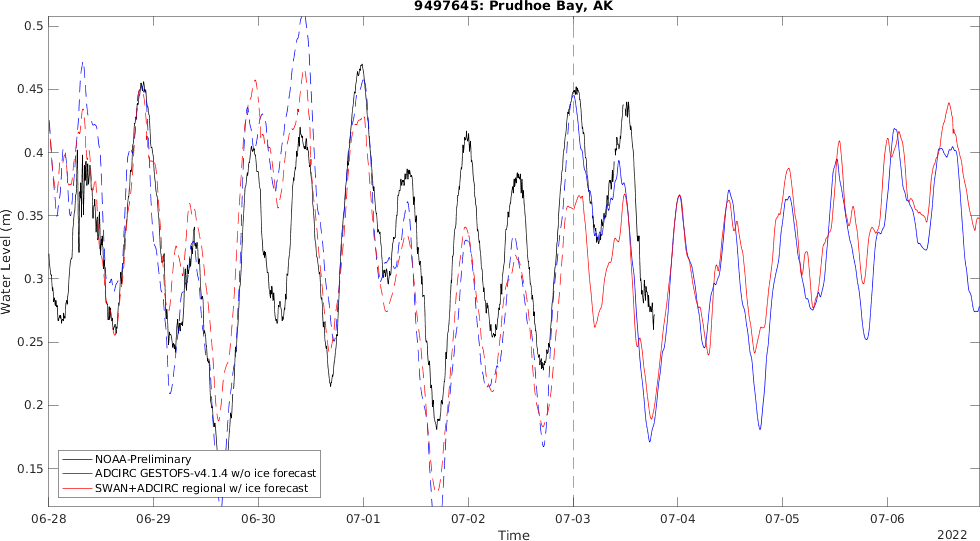 9497645: Prudhoe Bay, AK
0.5
0.45
0.4
0.35
0.3
0.25
0.2
0.15
Water Level (m)
NOAA-Preliminary
ADCIRC GESTOFS-v4.1.4 w/o ice forecast
SWAN+ADCIRC regional w/ ice forecast
06-28 06-29 06-30 07-01 07-02 07-03 07-04 07-05 07-06
Time
2022